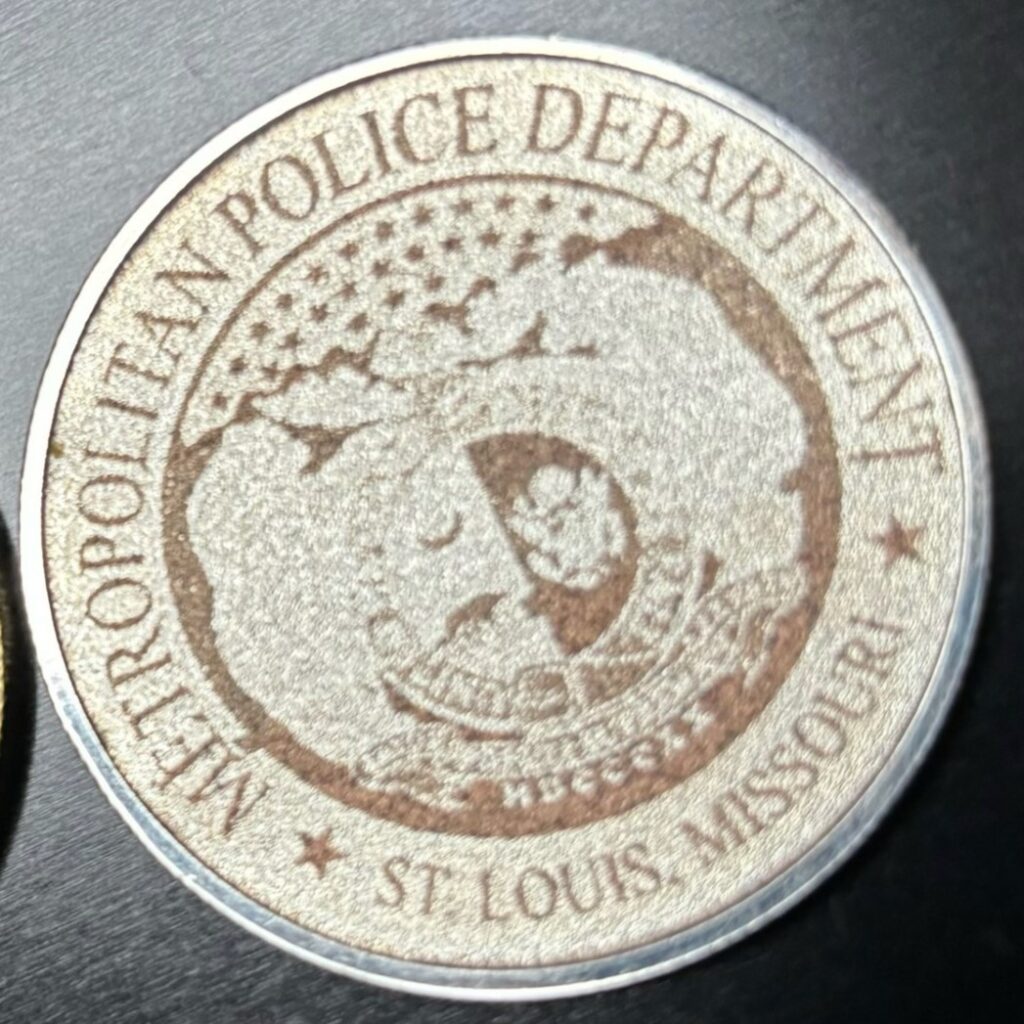 METROPOLITAN POLICE DEPARTMENT
ST. LOUIS, MISSOURI